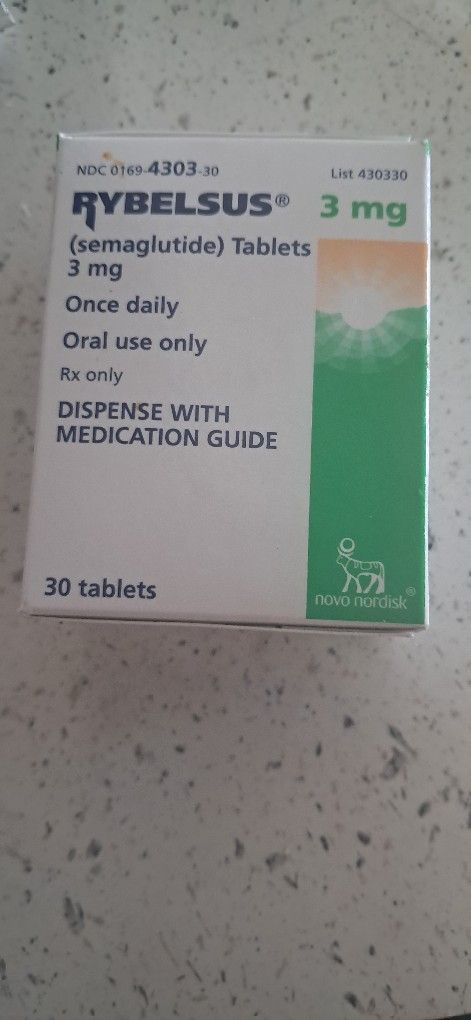 NDC 0169-4303-30
List 430330
RYBELSUS® 3 mg
(semaglutide) Tablets
3 mg
Once daily
Oral use only
Rx only
DISPENSE WITH
MEDICATION GUIDE
30 tablets
novo nordisk®